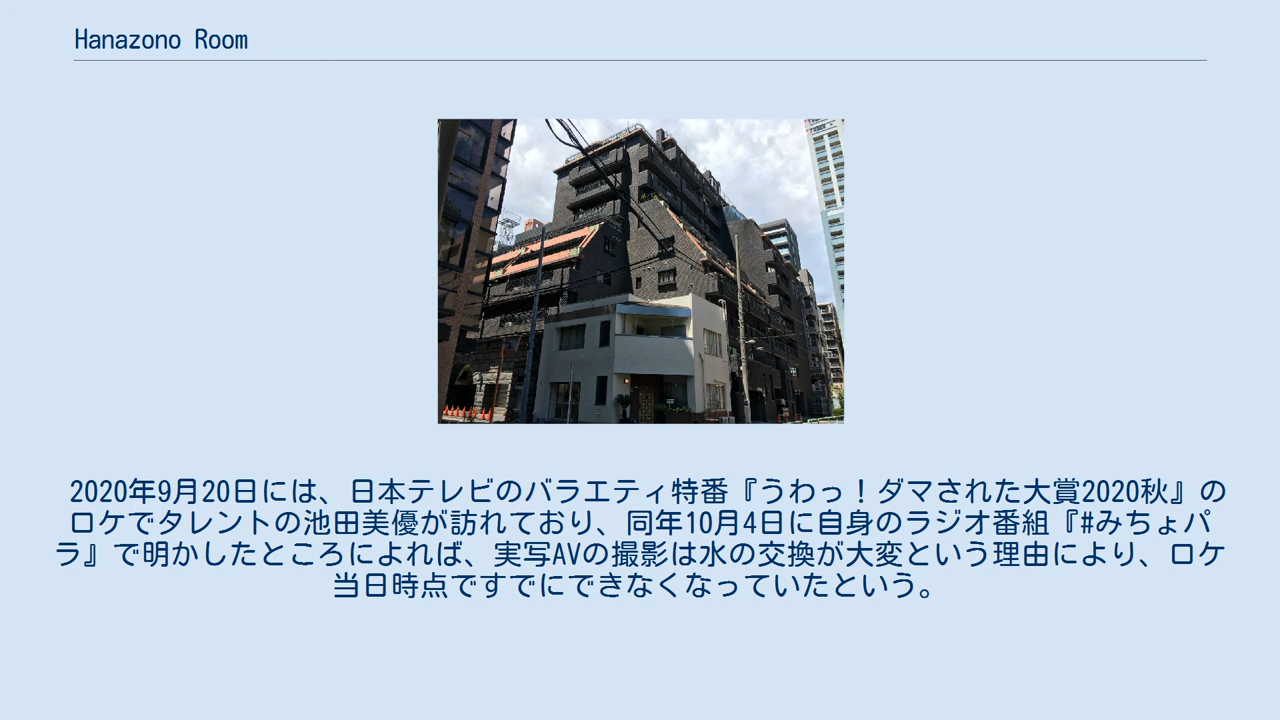 Hanazono Room
2020年9月20日には、日本テレビのバラエティ特番『うわっ！ダマされた大賞2020秋』の
ロケでタレントの池田美優が訪れており、同年10月4日に自身のラジオ番組『#みちょパ
ラ』で明かしたところによれば、実写AVの撮影は水の交換が大変という理由により、ロケ
当日時点ですでにできなくなっていたという。